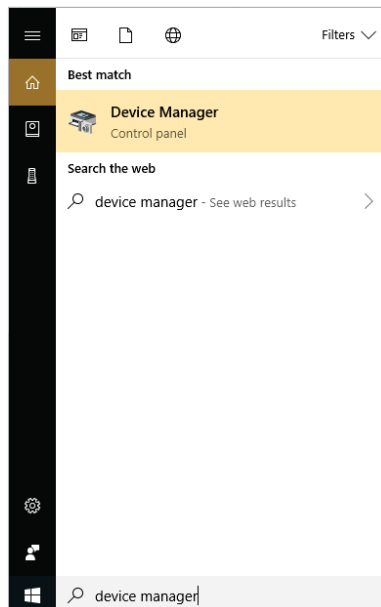 Filters
Best match
Device Manager
Control panel
Search the web
device manager - See web results
device manager